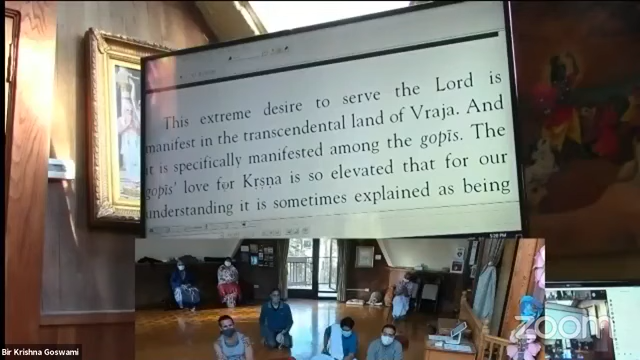 This extreme desire to serve the Lord is
manifest in the transcendental land of Vraja. And
it is specifically manifested among the gopīs. The
gopīs' love for Kṛṣṇa is so elevated that for our
understanding it is sometimes explained as being
Bir Krishna Goswami
zoom